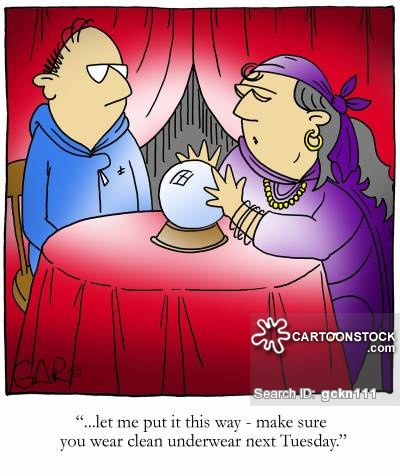 GAR©
CARTOONSTOCK
.com
Search ID: gckn111
“...let me put it this way - make sure
you wear clean underwear next Tuesday.”